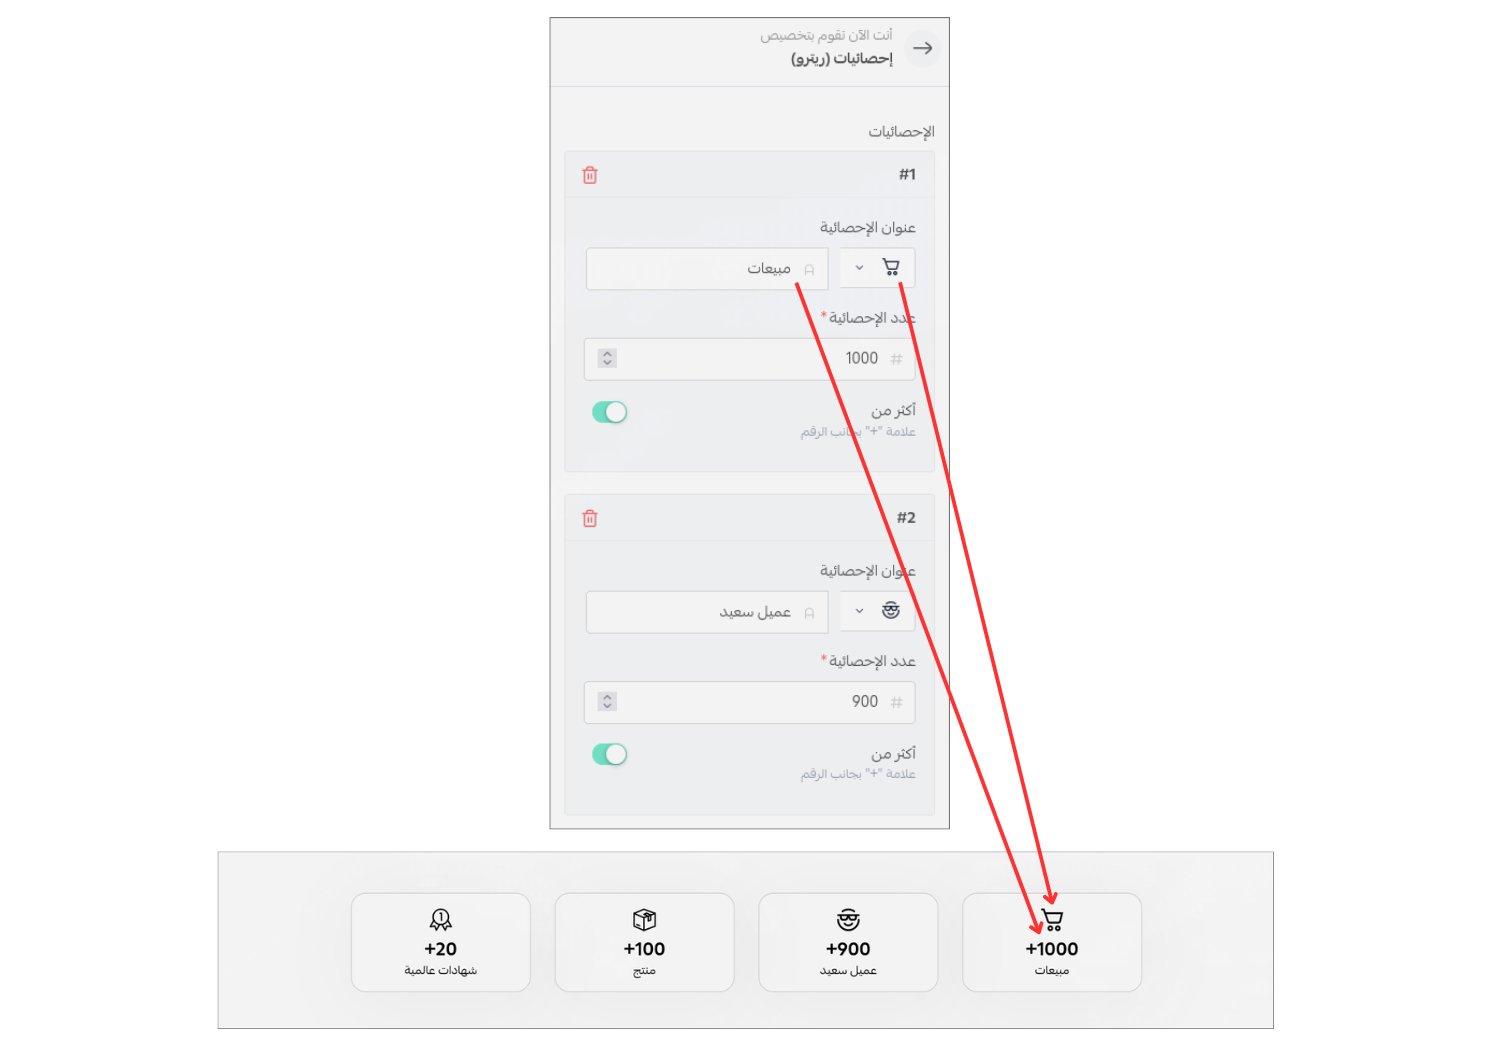 أنت الآن تقوم بتخصيص
إحصائيات (ريترو)
الإحصائيات
#1
عنوان الإحصائية
مبيعات
عدد الإحصائية*
# 1000
أكثر من
علامة "+" بجانب الرقم
#2
عنوان الإحصائية
عميل سعيد
عدد الإحصائية*
# 900
أكثر من
علامة "+" بجانب الرقم
+1000
مبيعات
+900
عميل سعيد
+100
منتج
1
+20
شهادات عالمية